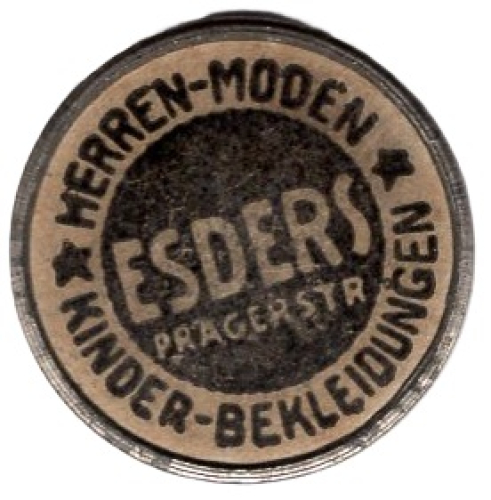 HERREN-MODEN
ESDERS
PRAGERSTR
KINDER-BEKLEIDUNGEN